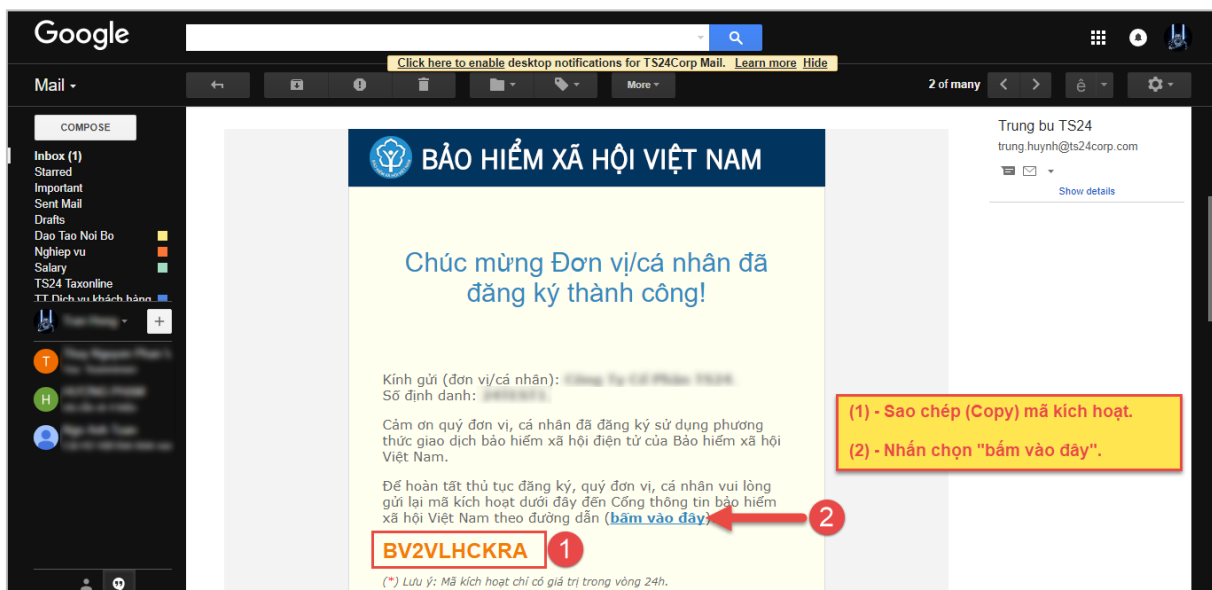 Google
Click here to enable desktop notifications for TS24Corp Mail. Learn more Hide
Mail
More
2 of many
ê
COMPOSE
Inbox (1)
Starred
Important
Sent Mail
Drafts
Dao Tao Noi Bo
Nghiep vu
Salary
TS24 Taxonline
TT Dich vu khách hàng
T
H
BẢO HIỂM XÃ HỘI VIỆT NAM
Chúc mừng Đơn vị/cá nhân đã
đăng ký thành công!
Kính gửi (đơn vị/cá nhân):
Số định danh:
Cảm ơn quý đơn vị, cá nhân đã đăng ký sử dụng phương
thức giao dịch bảo hiểm xã hội điện tử của Bảo hiểm xã hội
Việt Nam.
Để hoàn tất thủ tục đăng ký, quý đơn vị, cá nhân vui lòng
gửi lại mã kích hoạt dưới đây đến Cổng thông tin bảo hiểm
xã hội Việt Nam theo đường dẫn (bấm vào đây)
2
BV2VLHCKRA
1
(*) Lưu ý: Mã kích hoạt chỉ có giá trị trong vòng 24h.
Trung bu TS24
trung.huynh@ts24corp.com
Show details
(1) - Sao chép (Copy) mã kích hoạt.
(2) - Nhấn chọn "bấm vào đây".